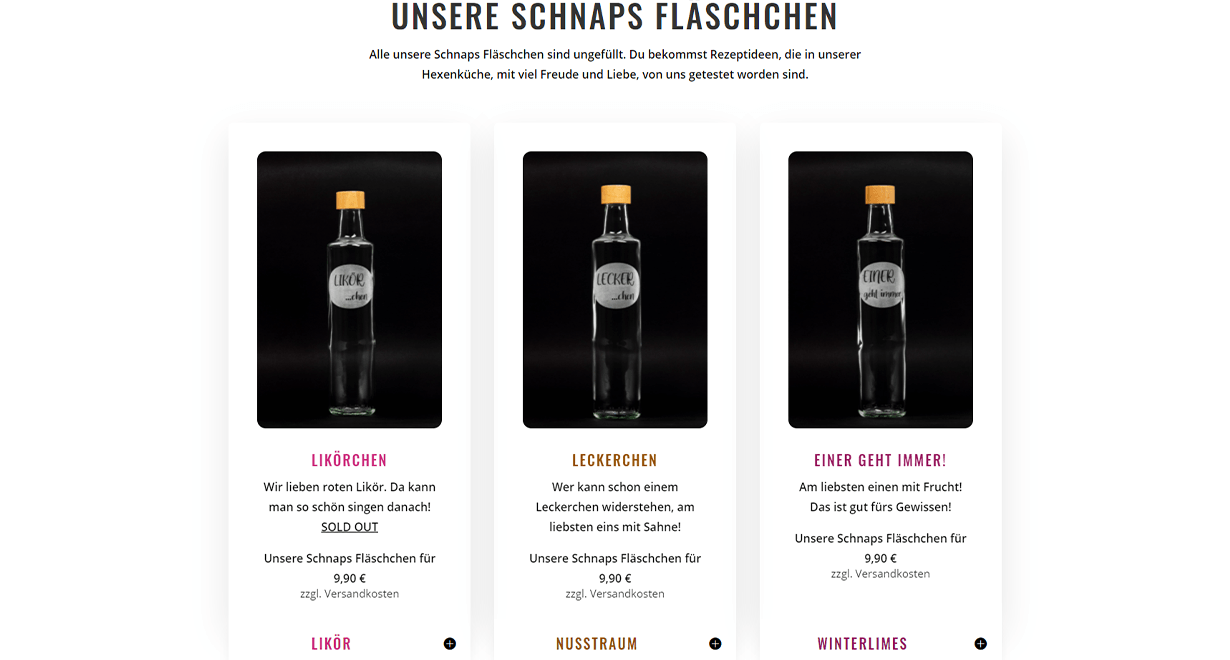 UNSERE SCHNAPS FLÄSCHCHEN
Alle unsere Schnaps Fläschchen sind ungefüllt. Du bekommst Rezeptideen, die in unserer
Hexenküche, mit viel Freude und Liebe, von uns getestet worden sind.
LIKÖR
...chen
LECKER
...chen
EINER
geht immer
LIKÖRCHEN
Wir lieben roten Likör. Da kann
man so schön singen danach!
SOLD OUT
Unsere Schnaps Fläschchen für
9,90 €
zzgl. Versandkosten
LIKÖR
LECKERCHEN
Wer kann schon einem
Leckerchen widerstehen, am
liebsten eins mit Sahne!
Unsere Schnaps Fläschchen für
9,90 €
zzgl. Versandkosten
NUSSTRAUM
EINER GEHT IMMER!
Am liebsten einen mit Frucht!
Das ist gut fürs Gewissen!
Unsere Schnaps Fläschchen für
9,90 €
zzgl. Versandkosten
WINTERLIMES